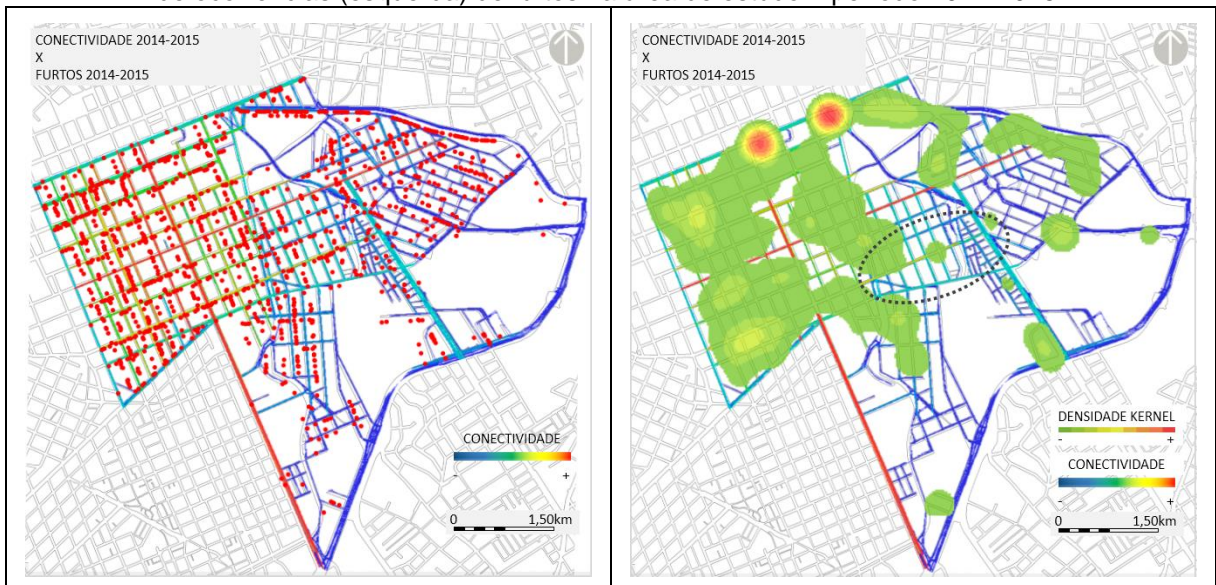 CONECTIVIDADE 2014-2015
X
FURTOS 2014-2015
CONECTIVIDADE
- +
0 1,50km
CONECTIVIDADE 2014-2015
X
FURTOS 2014-2015
DENSIDADE KERNEL
- +
CONECTIVIDADE
- +
0 1,50km